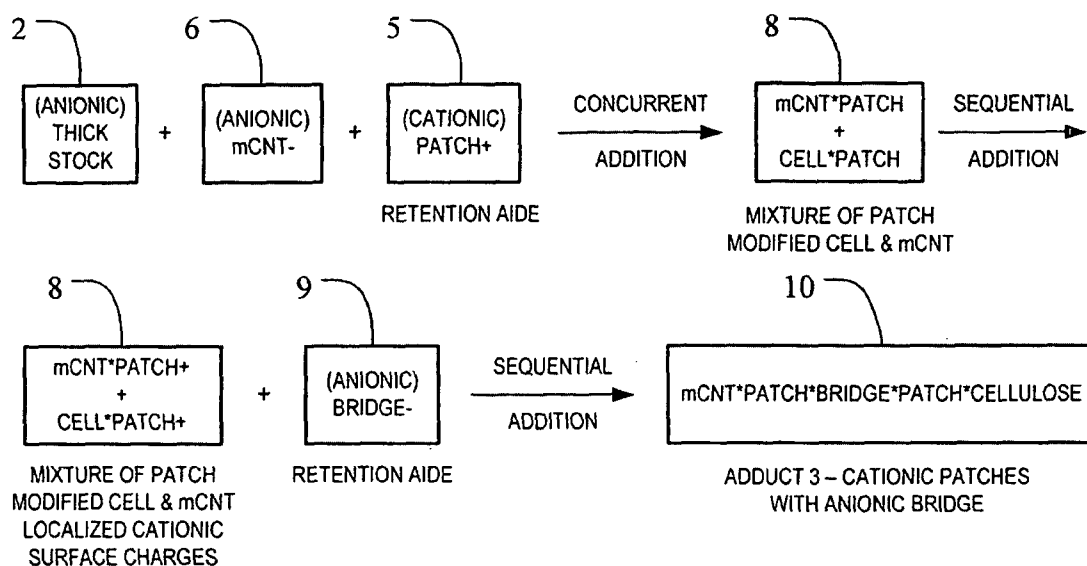 2
6
5
8
(ANIONIC)
THICK
STOCK
+
(ANIONIC)
mCNT-
+
(CATIONIC)
PATCH+
CONCURRENT
ADDITION
mCNT*PATCH
+
CELL*PATCH
SEQUENTIAL
ADDITION
RETENTION AIDE
MIXTURE OF PATCH
MODIFIED CELL & mCNT
8
9
10
mCNT*PATCH+
+
CELL*PATCH+
+
(ANIONIC)
BRIDGE-
SEQUENTIAL
ADDITION
mCNT*PATCH*BRIDGE*PATCH*CELLULOSE
MIXTURE OF PATCH
MODIFIED CELL & mCNT
LOCALIZED CATIONIC
SURFACE CHARGES
RETENTION AIDE
ADDUCT 3 – CATIONIC PATCHES
WITH ANIONIC BRIDGE